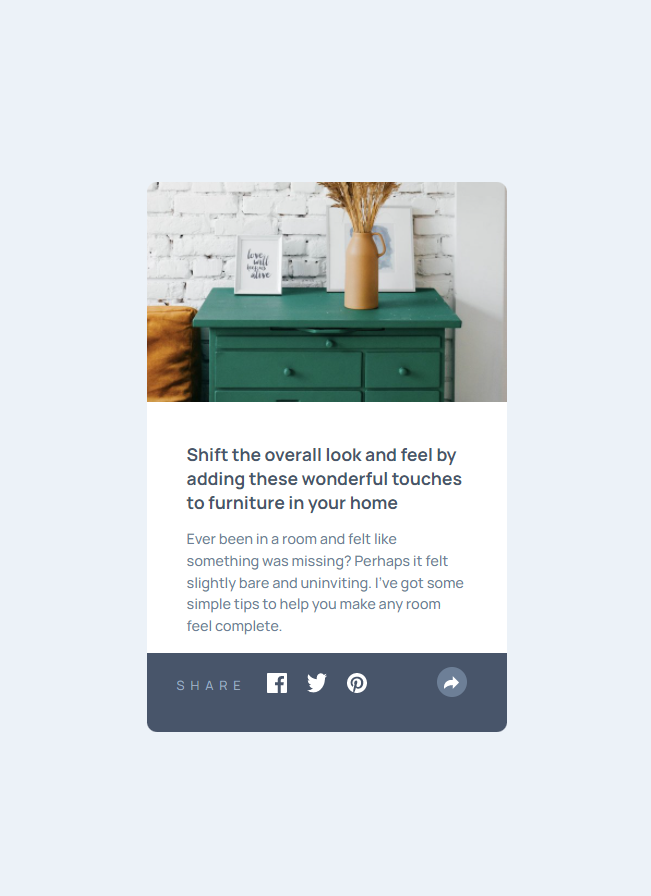 love
will
keep us
alive
Shift the overall look and feel by
adding these wonderful touches
to furniture in your home
Ever been in a room and felt like
something was missing? Perhaps it felt
slightly bare and uninviting. I've got some
simple tips to help you make any room
feel complete.
SHARE